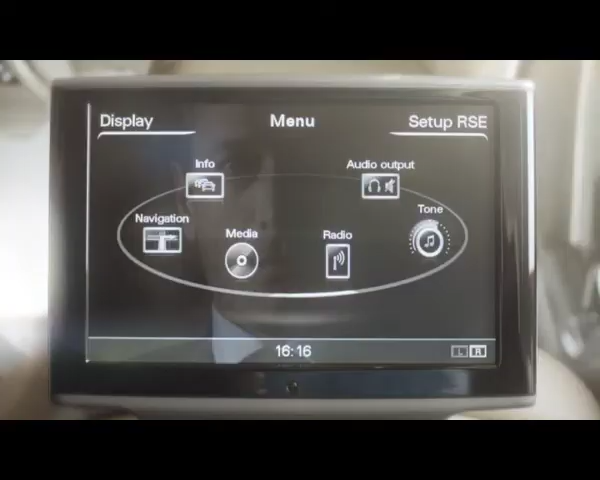 Display Menu Setup RSE
Info Audio output
Navigation Media Radio Tone
16:16 L R